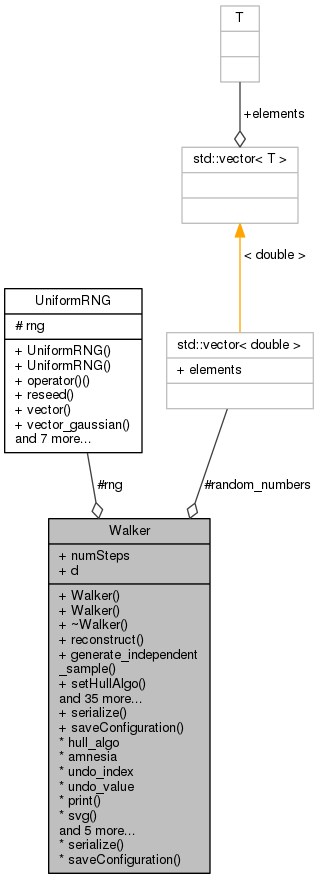 T
+elements
std::vector< T >
< double >
UniformRNG
# rng
+ UniformRNG()
+ UniformRNG()
+ operator()()
+ reseed()
+ vector()
+ vector_gaussian()
and 7 more...
std::vector< double >
+ elements
#rng
#random_numbers
Walker
+ numSteps
+ d
+ Walker()
+ Walker()
+ ~Walker()
+ reconstruct()
+ generate_independent
_sample()
+ setHullAlgo()
and 35 more...
+ serialize()
+ saveConfiguration()
* hull_algo
* amnesia
* undo_index
* undo_value
* print()
* svg()
and 5 more...
* serialize()
* saveConfiguration()